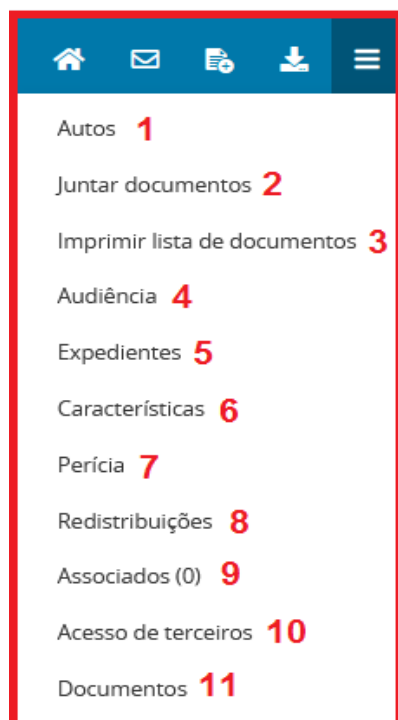 Autos 1
Juntar documentos 2
Imprimir lista de documentos 3
Audiência 4
Expedientes 5
Características 6
Perícia 7
Redistribuições 8
Associados (0) 9
Acesso de terceiros 10
Documentos 11